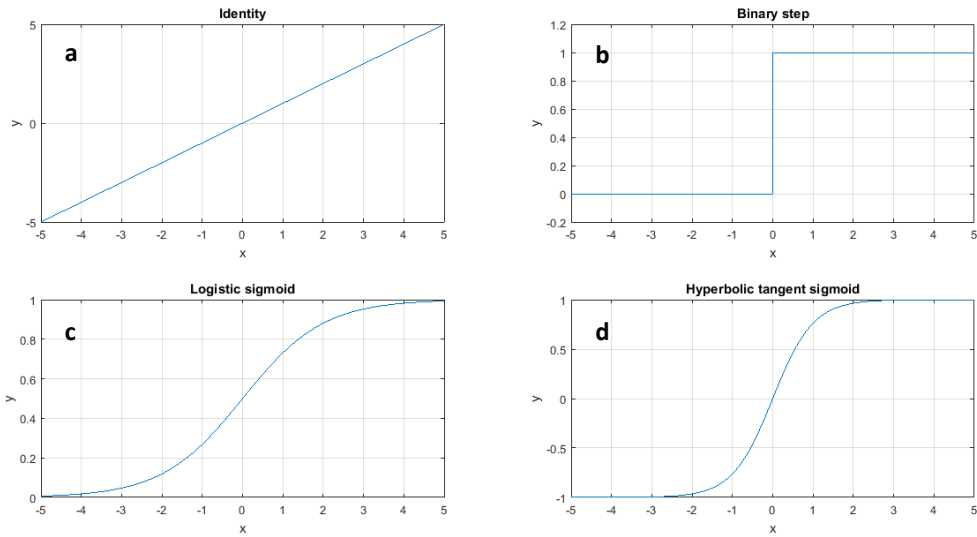 Identity
a
5
0
-5
y
-5 -4 -3 -2 -1 0 1 2 3 4 5
x
Binary step
b
1.2
1
0.8
0.6
0.4
0.2
0
-0.2
y
-5 -4 -3 -2 -1 0 1 2 3 4 5
x
Logistic sigmoid
c
1
0.8
0.6
0.4
0.2
0
y
-5 -4 -3 -2 -1 0 1 2 3 4 5
x
Hyperbolic tangent sigmoid
d
1
0.5
0
-0.5
-1
y
-5 -4 -3 -2 -1 0 1 2 3 4 5
x